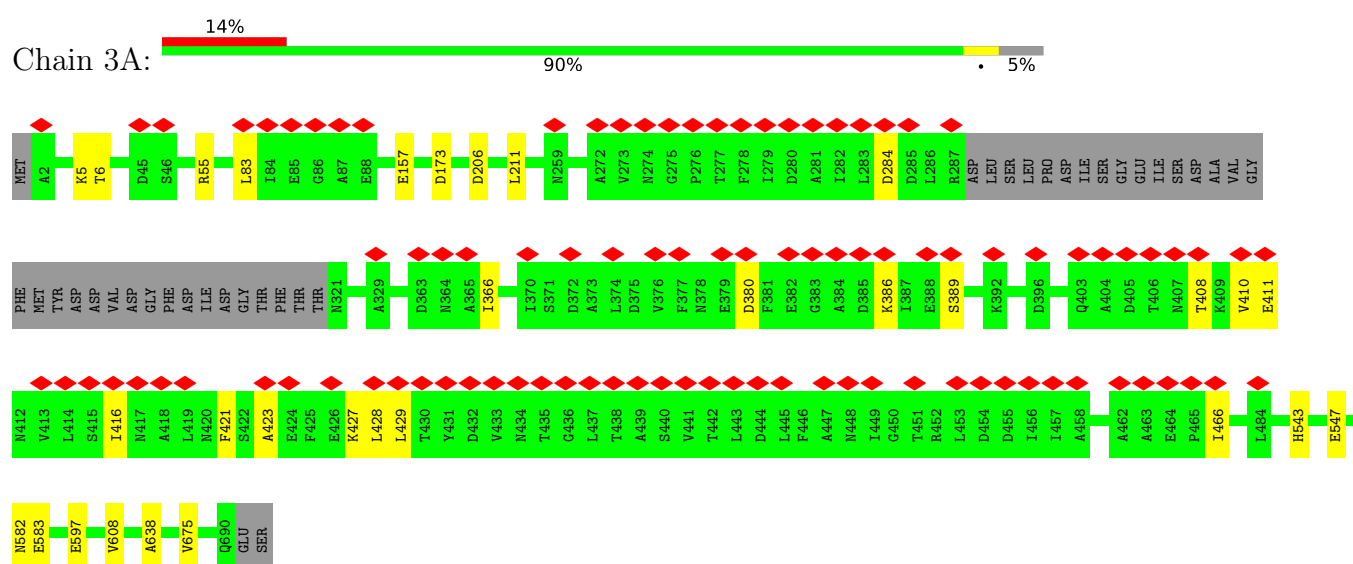 14%
Chain 3A:
90% • 5%
MET A2 K5 T6 D45 S46 R55 L83 I84 E85 G86 A87 E88 E157 D173 D206 L211 N259 A272 V273 N274 G275 P276 T277 F278 I279 D280 A281 I282 L283 D284 D285 L286 R287 ASP LEU SER LEU PRO ASP ILE SER GLY GLU ILE SER ASP ALA VAL GLY
PHE MET TYR ASP ASP VAL ASP GLY PHE ASP ILE ASP GLY THR PHE THR THR N321 A329 D363 N364 A365 I366 I370 S371 D372 A373 L374 D375 V376 F377 N378 E379 D380 F381 E382 G383 A384 D385 K386 I387 E388 S389 K392 D396 Q403 A404 D405 T406 N407 T408 K409 V410 E411
N412 V413 L414 S415 I416 N417 A418 L419 N420 F421 S422 A423 E424 F425 E426 K427 L428 L429 T430 Y431 D432 V433 N434 T435 G436 L437 T438 A439 S440 V441 T442 L443 D444 L445 F446 A447 N448 I449 G450 T451 R452 L453 D454 D455 I456 I457 A458 A462 A463 E464 P465 I466 L484 H543 E547
N582 E583 E597 V608 A638 V675 Q690 GLU SER